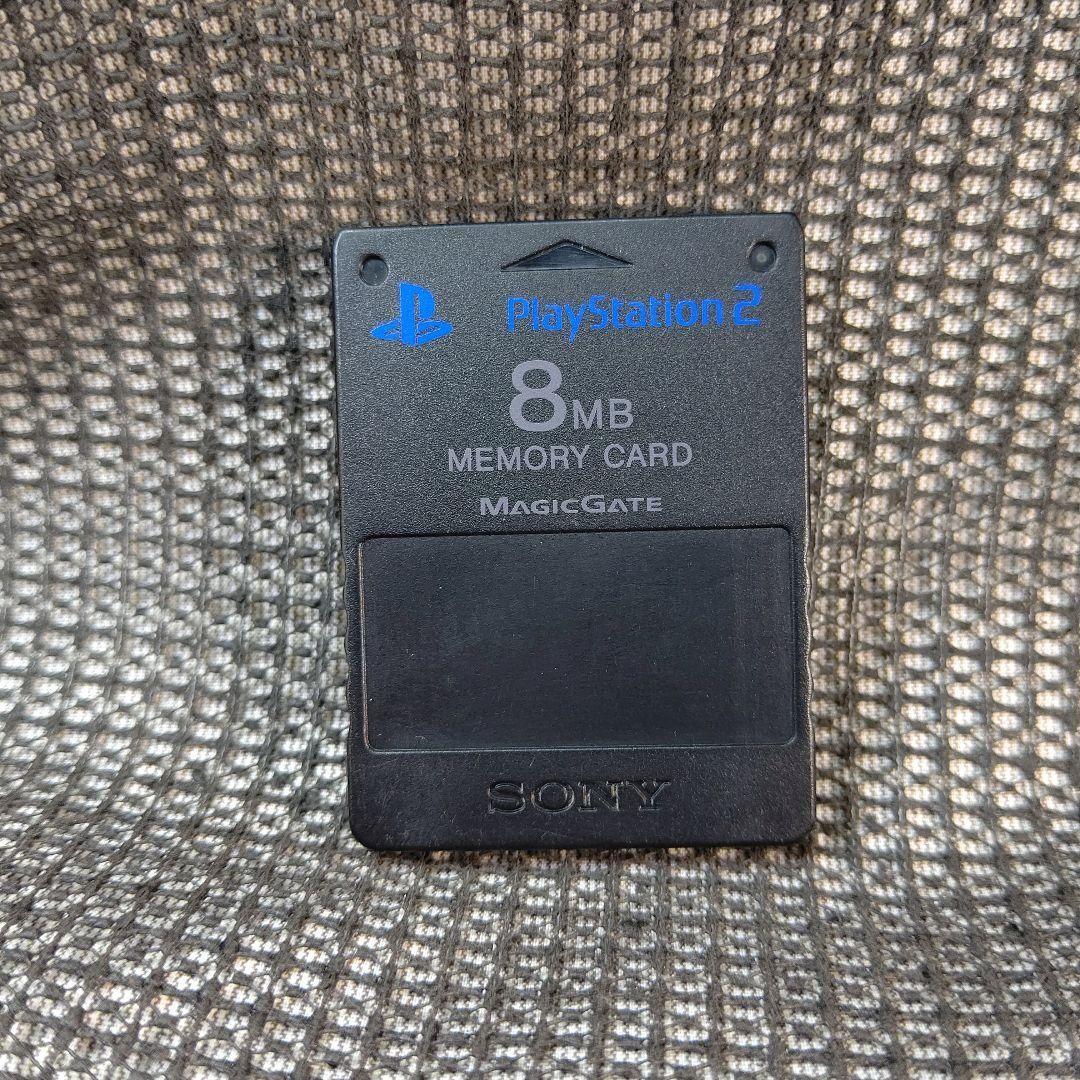 PlayStation 2
8MB
MEMORY CARD
MAGICGATE
SONY